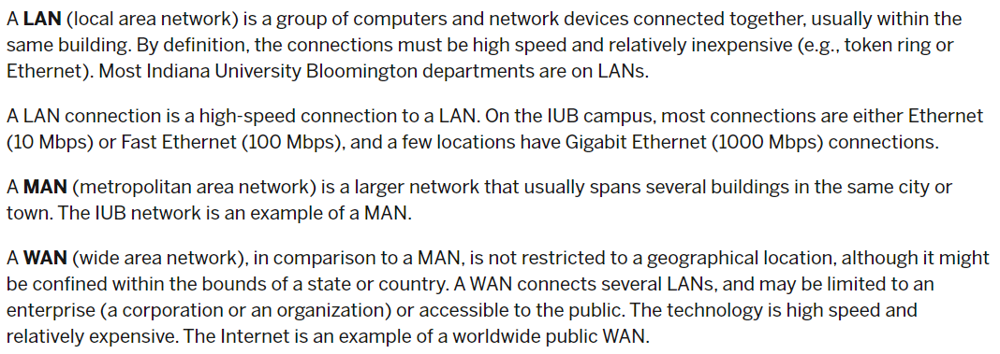 A LAN (local area network) is a group of computers and network devices connected together, usually within the
same building. By definition, the connections must be high speed and relatively inexpensive (e.g., token ring or
Ethernet). Most Indiana University Bloomington departments are on LANs.
A LAN connection is a high-speed connection to a LAN. On the IUB campus, most connections are either Ethernet
(10 Mbps) or Fast Ethernet (100 Mbps), and a few locations have Gigabit Ethernet (1000 Mbps) connections.
A MAN (metropolitan area network) is a larger network that usually spans several buildings in the same city or
town. The IUB network is an example of a MAN.
A WAN (wide area network), in comparison to a MAN, is not restricted to a geographical location, although it might
be confined within the bounds of a state or country. A WAN connects several LANs, and may be limited to an
enterprise (a corporation or an organization) or accessible to the public. The technology is high speed and
relatively expensive. The Internet is an example of a worldwide public WAN.